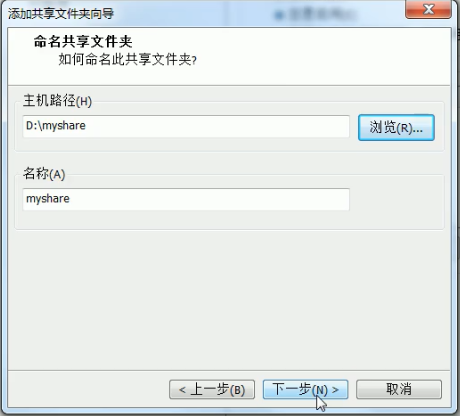 添加共享文件夹向导
命名共享文件夹
如何命名此共享文件夹?
主机路径(H)
D:\myshare
浏览(R)...
名称(A)
myshare
< 上一步(B)
下一步(N) >
取消